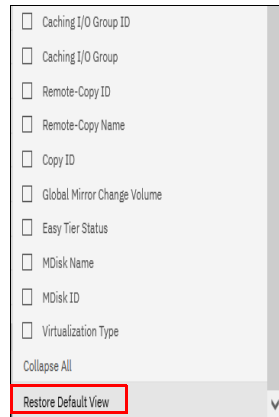 Caching I/O Group ID
Caching I/O Group
Remote-Copy ID
Remote-Copy Name
Copy ID
Global Mirror Change Volume
Easy Tier Status
MDisk Name
MDisk ID
Virtualization Type
Collapse All
Restore Default View